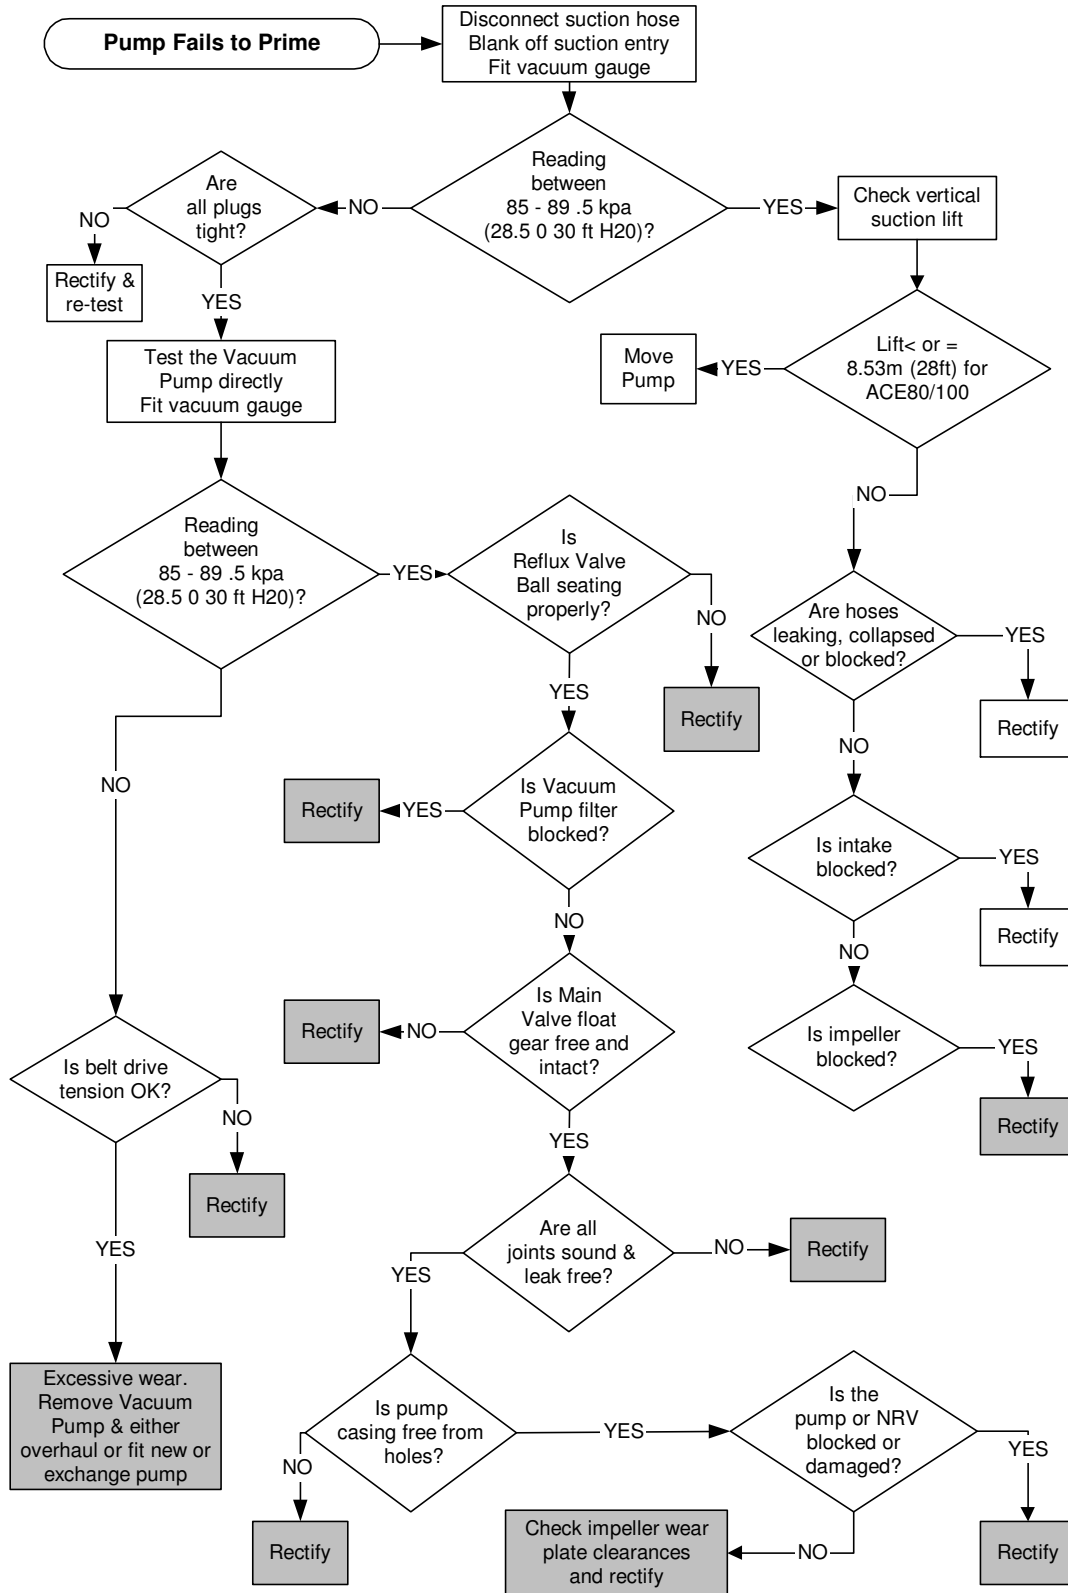 Pump Fails to Prime
Disconnect suction hose
Blank off suction entry
Fit vacuum gauge
Reading
between
85 - 89 .5 kpa
(28.5 0 30 ft H20)?
NO
YES
Are
all plugs
tight?
NO
Rectify &
re-test
YES
Check vertical
suction lift
Test the Vacuum
Pump directly
Fit vacuum gauge
Lift< or =
8.53m (28ft) for
ACE80/100
YES
Move
Pump
NO
Reading
between
85 - 89 .5 kpa
(28.5 0 30 ft H20)?
YES
NO
Is
Reflux Valve
Ball seating
properly?
NO
Rectify
YES
Are hoses
leaking, collapsed
or blocked?
YES
Rectify
NO
Is Vacuum
Pump filter
blocked?
YES
Rectify
NO
Is intake
blocked?
YES
Rectify
NO
Is Main
Valve float
gear free and
intact?
NO
Rectify
YES
Is impeller
blocked?
YES
Rectify
Is belt drive
tension OK?
NO
Rectify
YES
Excessive wear.
Remove Vacuum
Pump & either
overhaul or fit new or
exchange pump
Are all
joints sound &
leak free?
NO
Rectify
YES
Is pump
casing free from
holes?
NO
Rectify
YES
Is the
pump or NRV
blocked or
damaged?
YES
Rectify
NO
Check impeller wear
plate clearances
and rectify